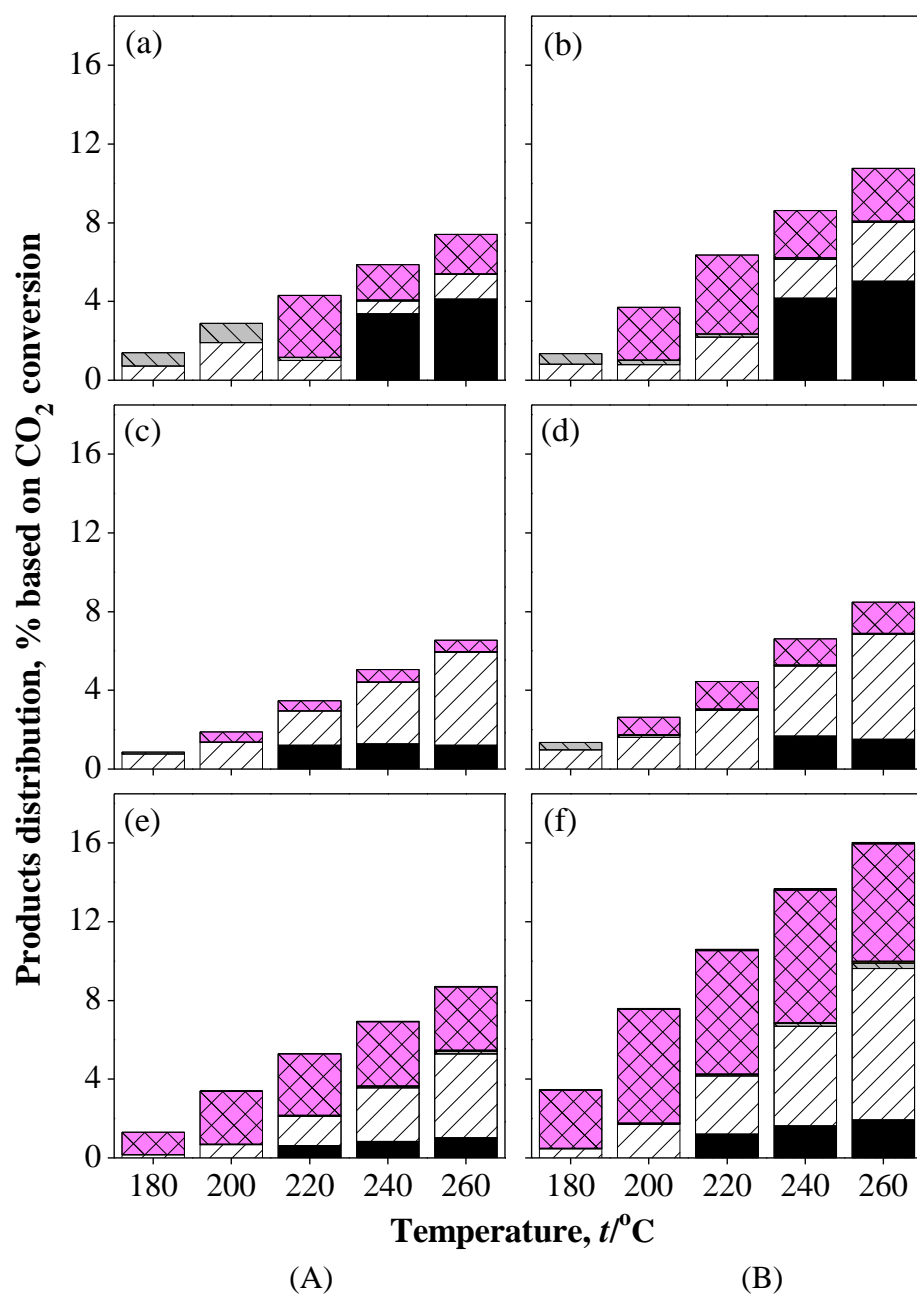 Products distribution, % based on CO₂ conversion
(a)
(b)
16
12
8
4
0
(c)
(d)
16
12
8
4
0
(e)
(f)
16
12
8
4
0
180 200 220 240 260 180 200 220 240 260
Temperature, t/°C
(A) (B)